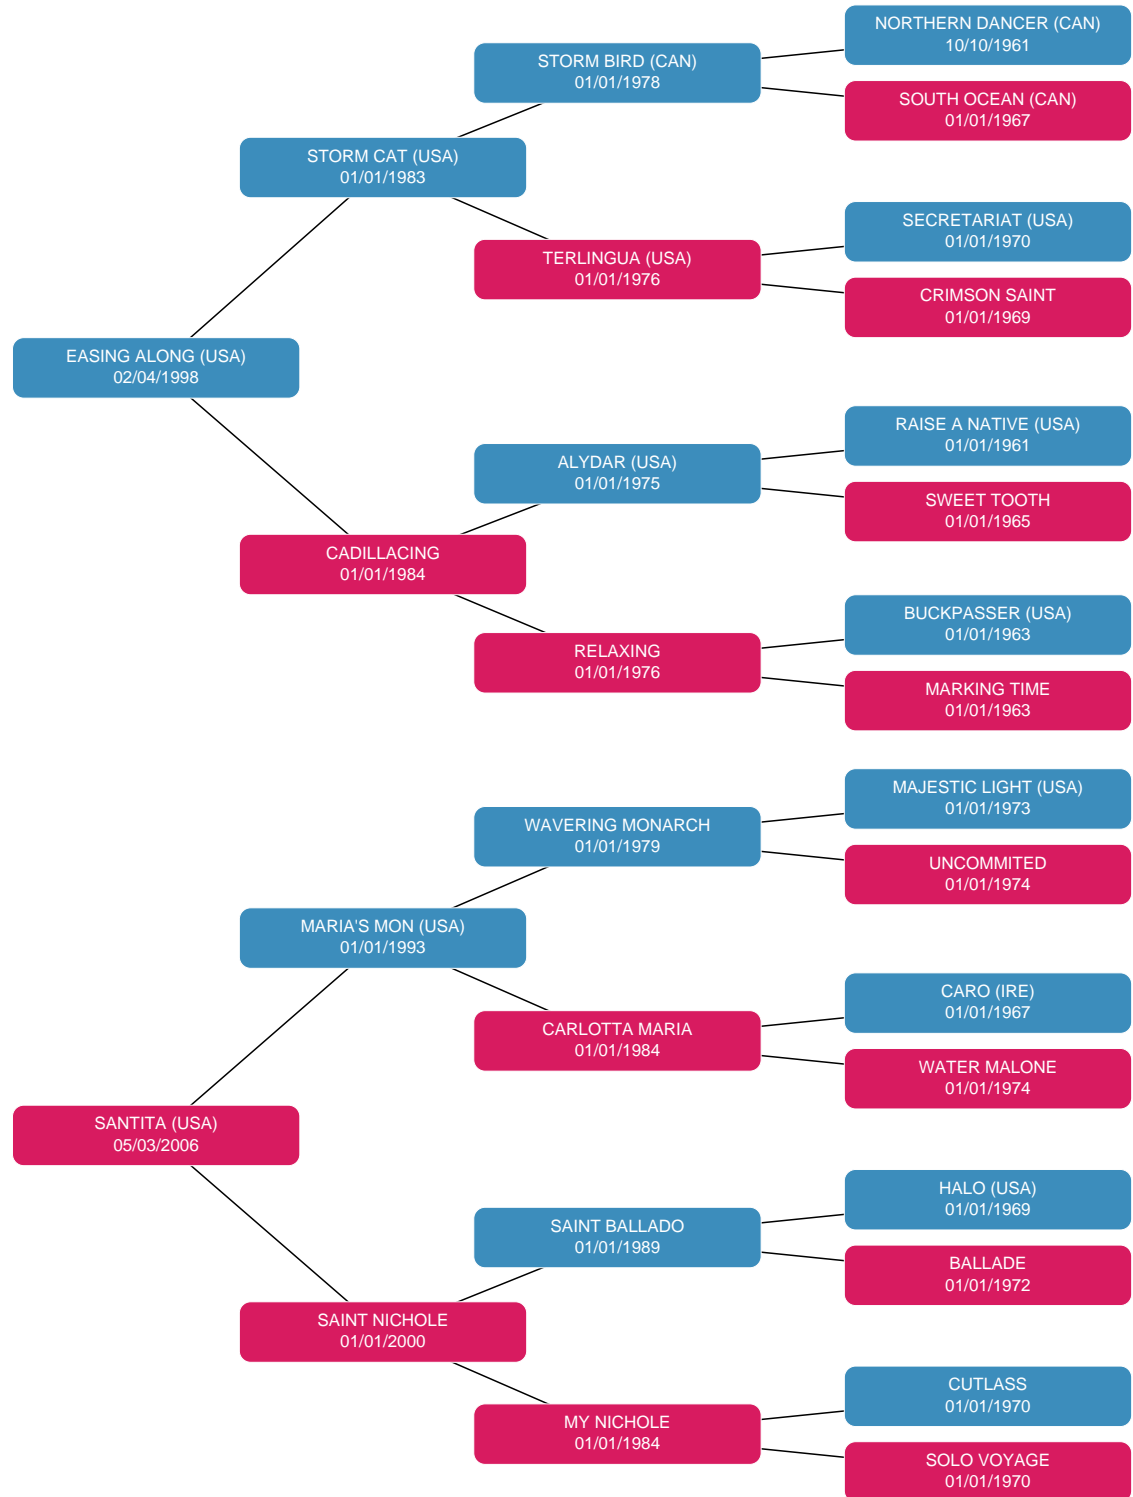 NORTHERN DANCER (CAN)
10/10/1961
STORM BIRD (CAN)
01/01/1978
SOUTH OCEAN (CAN)
01/01/1967
STORM CAT (USA)
01/01/1983
SECRETARIAT (USA)
01/01/1970
TERLINGUA (USA)
01/01/1976
CRIMSON SAINT
01/01/1969
EASING ALONG (USA)
02/04/1998
RAISE A NATIVE (USA)
01/01/1961
ALYDAR (USA)
01/01/1975
SWEET TOOTH
01/01/1965
CADILLACING
01/01/1984
BUCKPASSER (USA)
01/01/1963
RELAXING
01/01/1976
MARKING TIME
01/01/1963
MAJESTIC LIGHT (USA)
01/01/1973
WAVERING MONARCH
01/01/1979
UNCOMMITED
01/01/1974
MARIA'S MON (USA)
01/01/1993
CARO (IRE)
01/01/1967
CARLOTTA MARIA
01/01/1984
WATER MALONE
01/01/1974
SANTITA (USA)
05/03/2006
HALO (USA)
01/01/1969
SAINT BALLADO
01/01/1989
BALLADE
01/01/1972
SAINT NICHOLE
01/01/2000
CUTLASS
01/01/1970
MY NICHOLE
01/01/1984
SOLO VOYAGE
01/01/1970